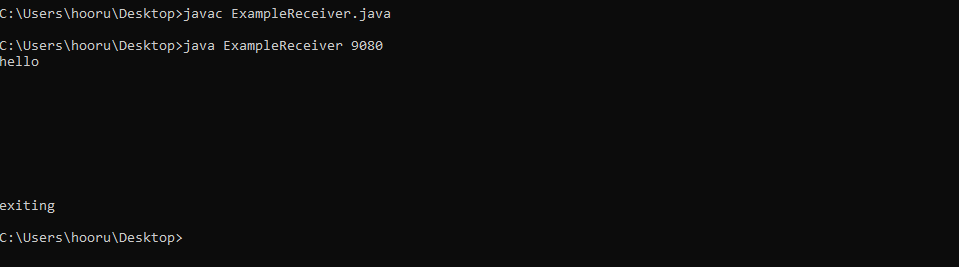 C:\Users\hooru\Desktop>javac ExampleReceiver.java
C:\Users\hooru\Desktop>java ExampleReceiver 9080
hello
exiting
C:\Users\hooru\Desktop>